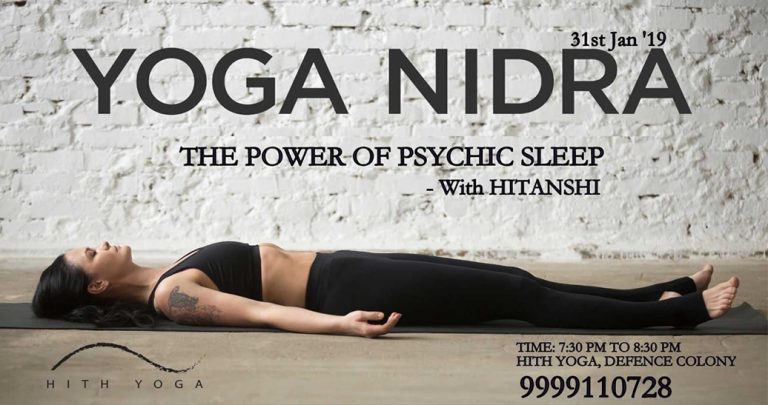 31st Jan '19
YOGA NIDRA
THE POWER OF PSYCHIC SLEEP
- With HITANSHI
TIME: 7:30 PM TO 8:30 PM
HITH YOGA, DEFENCE COLONY
9999110728
HITH YOGA